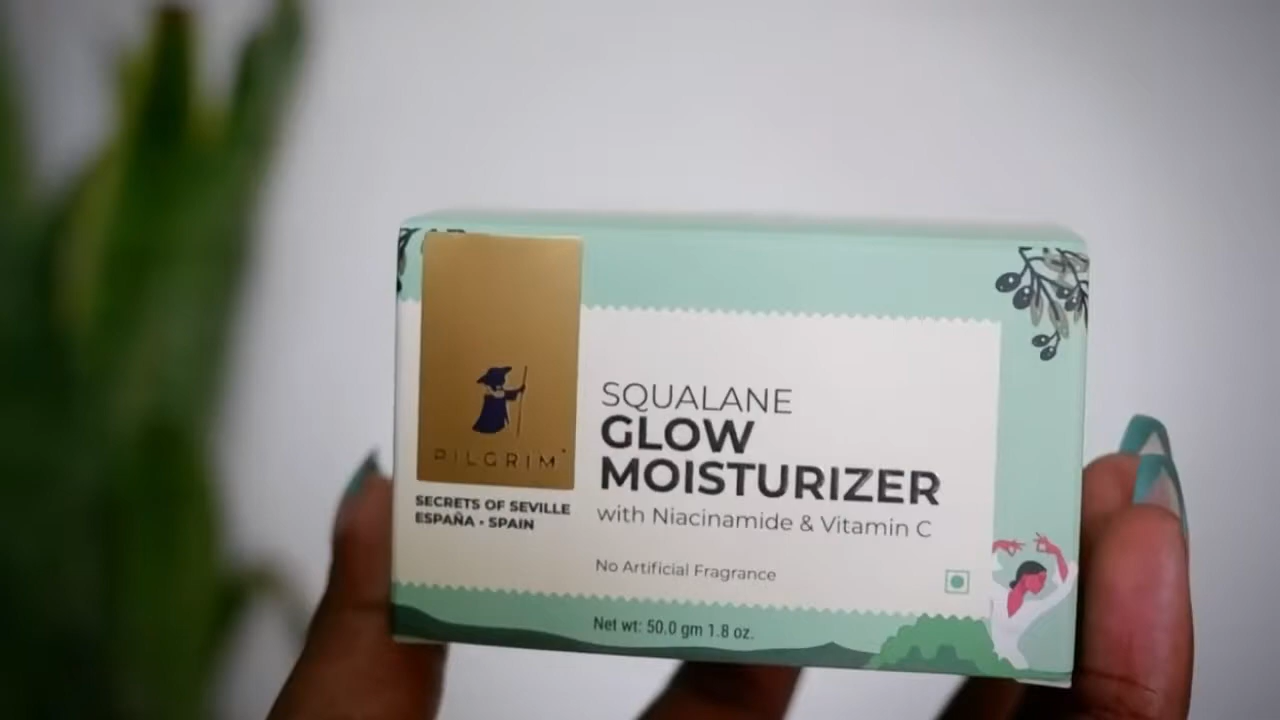 PILGRIM
SECRETS OF SEVILLE
ESPAÑA • SPAIN
SQUALANE
GLOW
MOISTURIZER
with Niacinamide & Vitamin C
No Artificial Fragrance
Net wt: 50.0 gm 1.8 oz.